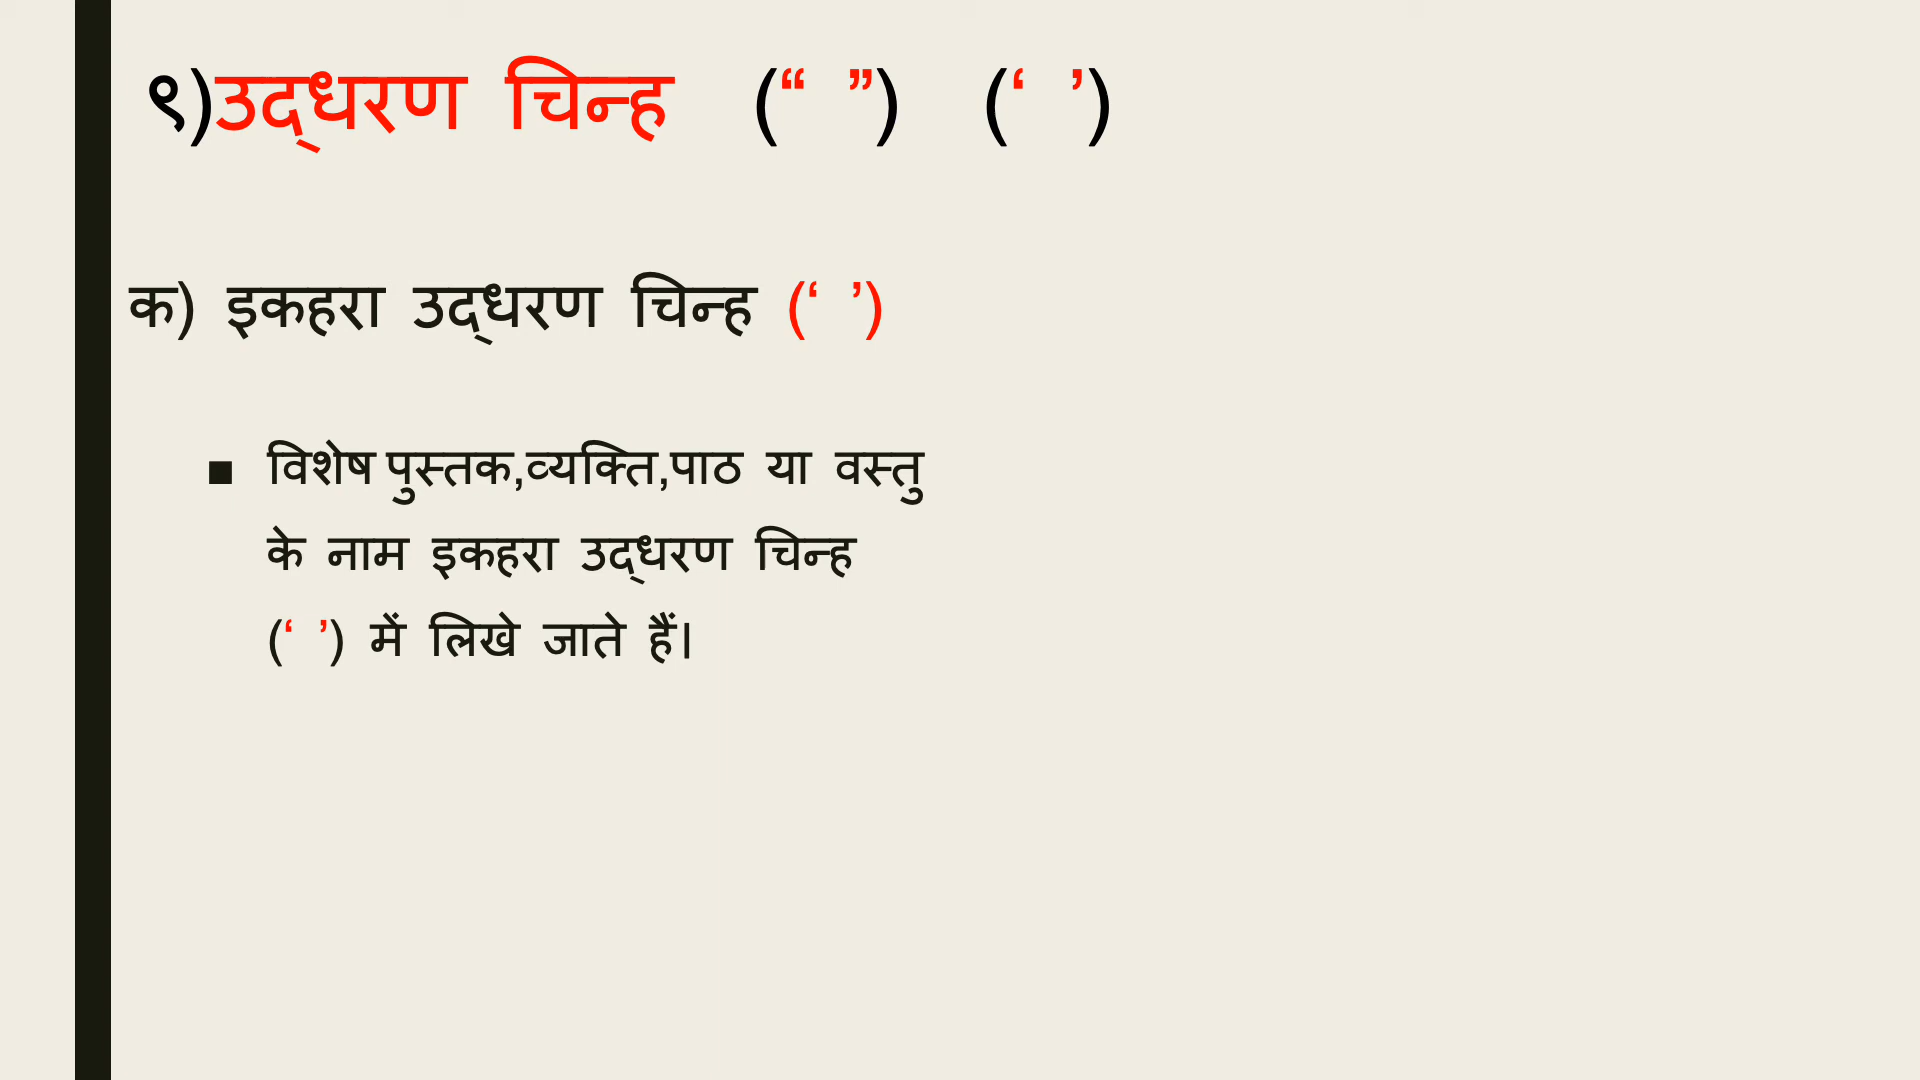 ९)उद्धरण चिन्ह (“ ”) (‘ ’)
क) इकहरा उद्धरण चिन्ह (‘ ’)
▪ विशेष पुस्तक,व्यक्ति,पाठ या वस्तु
के नाम इकहरा उद्धरण चिन्ह
(‘ ’) में लिखे जाते हैं।